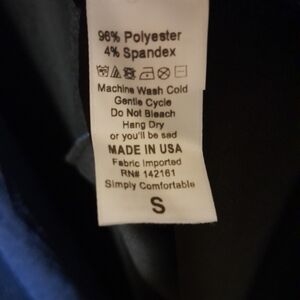 96% Polyester
4% Spandex
Machine Wash Cold
Gentle Cycle
Do Not Bleach
Hang Dry
or you'll be sad
MADE IN USA
Fabric Imported
RN# 142161
Simply Comfortable
S